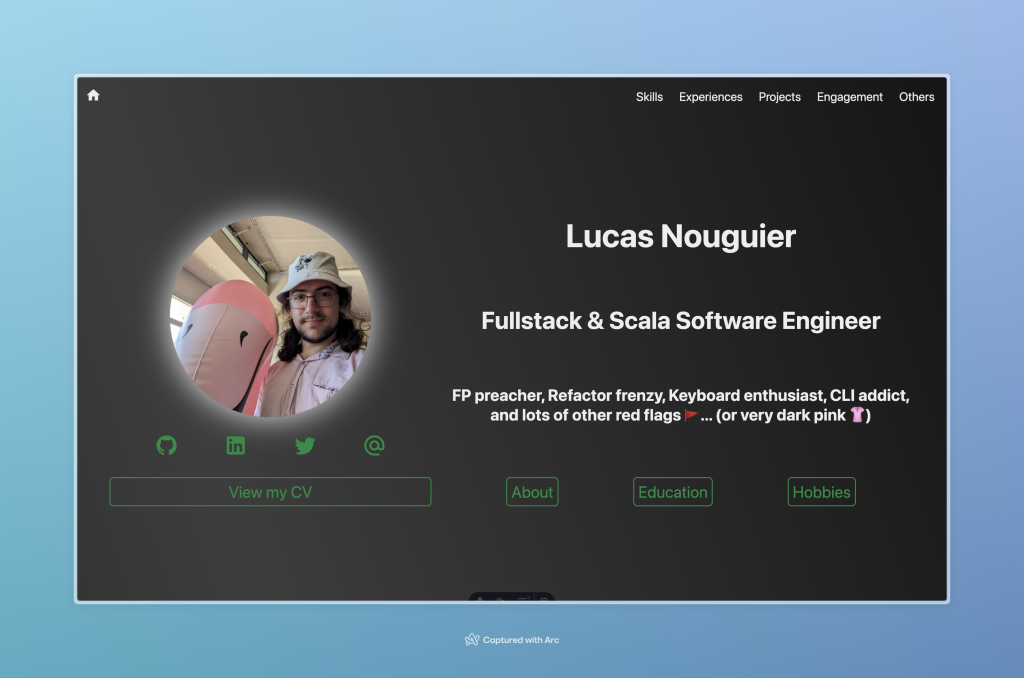 Skills Experiences Projects Engagement Others
Lucas Nouguier
Fullstack & Scala Software Engineer
FP preacher, Refactor frenzy, Keyboard enthusiast, CLI addict,
and lots of other red flags 🚩... (or very dark pink 👚)
View my CV
About
Education
Hobbies
Captured with Arc